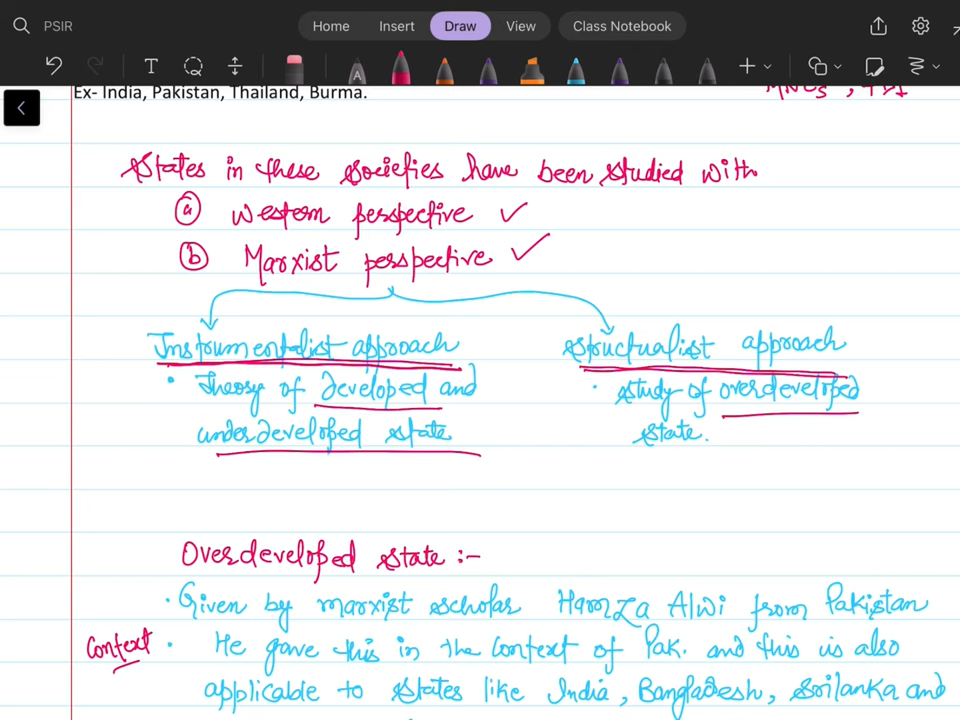 PSIR
Home Insert Draw View Class Notebook
T A
Ex- India, Pakistan, Thailand, Burma.
MNCs, FDI
States in these societies have been studied with
a Western perspective ✓
b Marxist perspective ✓
Instrumentalist approach
Structualist approach
• Theory of developed and
• study of overdeveloped
underdeveloped state
state.
Overdeveloped state :-
• Given by marxist scholar Hamza Alwi from Pakistan
Context • He gave this in the context of Pak. and this is also
applicable to states like India, Bangladesh, Srilanka and